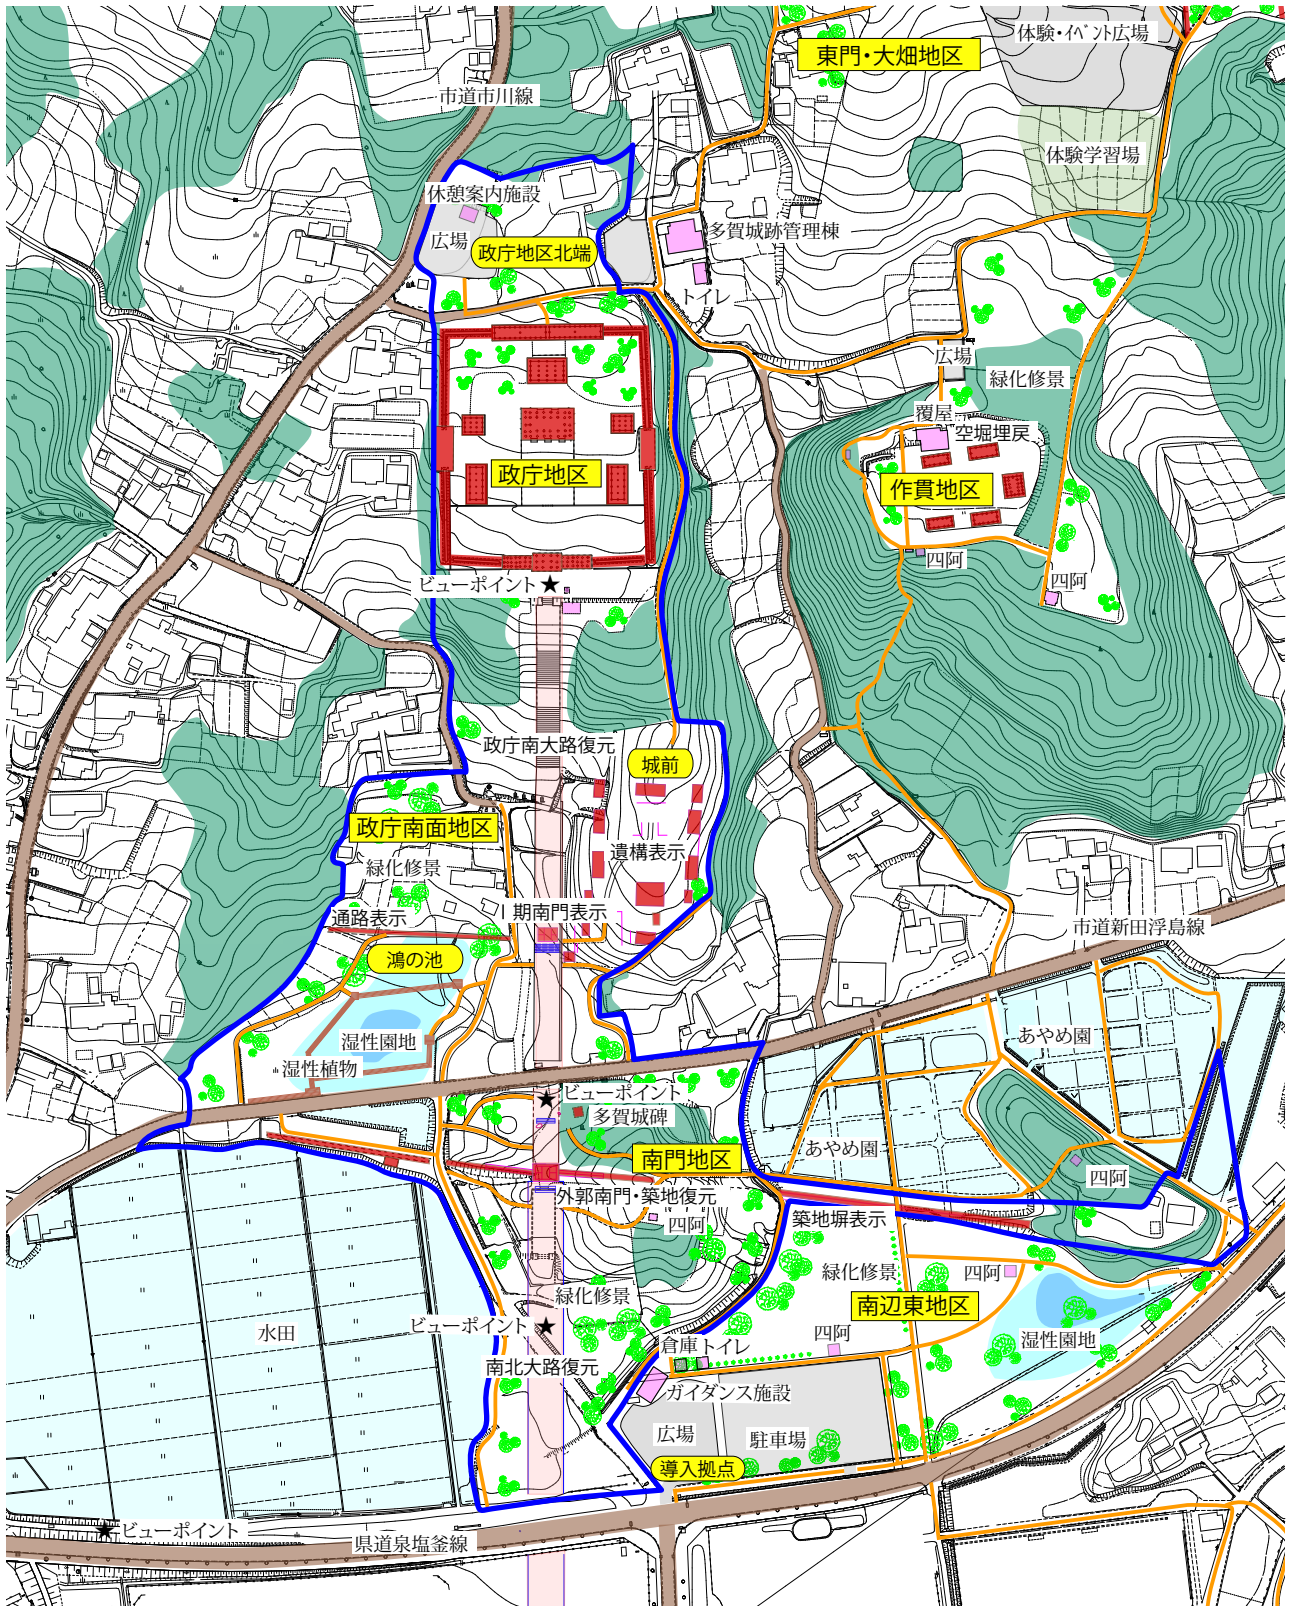 体験・イベント広場
東門・大畑地区
市道市川線
体験学習場
休憩案内施設
広場
政庁地区北端
多賀城跡管理棟
トイレ
広場
緑化修景
覆屋
空堀埋戻
政庁地区
作貫地区
四阿
四阿
ビューポイント
政庁南大路復元
城前
政庁南面地区
遺構表示
緑化修景
通路表示
Ⅰ期南門表示
市道新田浮島線
鴻の池
湿性園地
あやめ園
湿性植物
ビューポイント
多賀城碑
あやめ園
南門地区
四阿
外郭南門・築地復元
四阿
築地塀表示
緑化修景
四阿
南辺東地区
緑化修景
ビューポイント
水田
四阿
湿性園地
倉庫
トイレ
南北大路復元
ガイダンス施設
広場
駐車場
導入拠点
ビューポイント
県道泉塩釜線